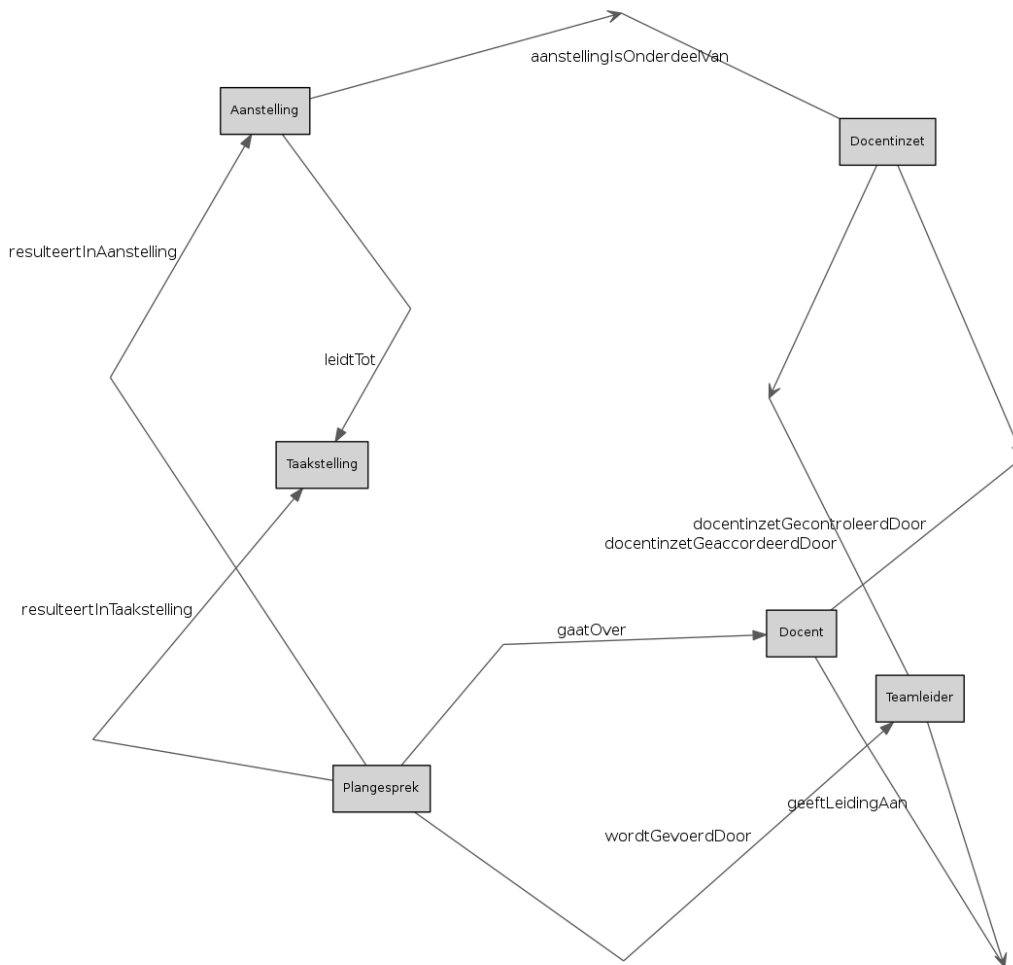 aanstellingIsOnderdeelVan
Aanstelling
Docentinzet
resulteertInAanstelling
leidtTot
Taakstelling
docentinzetGecontroleerdDoor
docentinzetGeaccordeerdDoor
resulteertInTaakstelling
gaatOver
Docent
Teamleider
Plangesprek
geeftLeidingAan
wordtGevoerdDoor